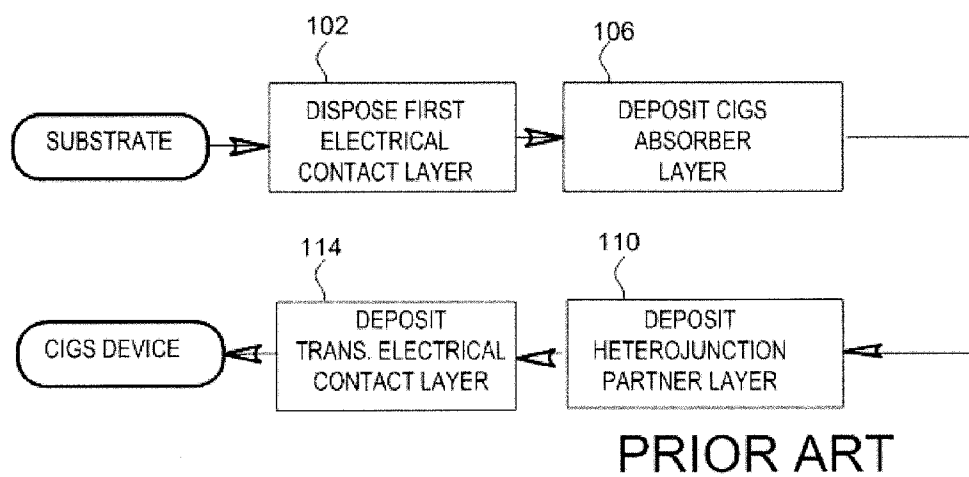 102
106
SUBSTRATE
DISPOSE FIRST
ELECTRICAL
CONTACT LAYER
DEPOSIT CIGS
ABSORBER
LAYER
114
110
CIGS DEVICE
DEPOSIT
TRANS. ELECTRICAL
CONTACT LAYER
DEPOSIT
HETEROJUNCTION
PARTNER LAYER
PRIOR ART